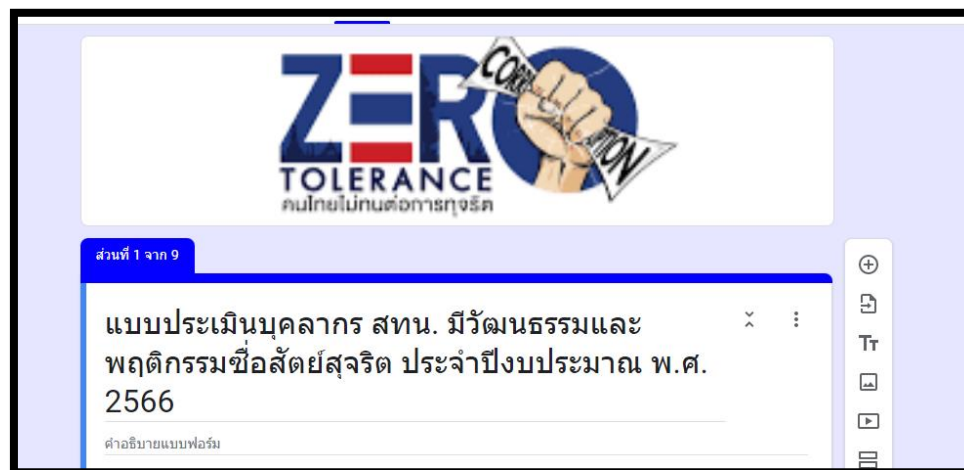 ZERO
CORRUPTION
TOLERANCE
คนไทยไม่ทนต่อการทุจริต
ส่วนที่ 1 จาก 9
แบบประเมินบุคลากร สทน. มีวัฒนธรรมและ
พฤติกรรมซื่อสัตย์สุจริต ประจำปีงบประมาณ พ.ศ.
2566
คำอธิบายแบบฟอร์ม
Tт